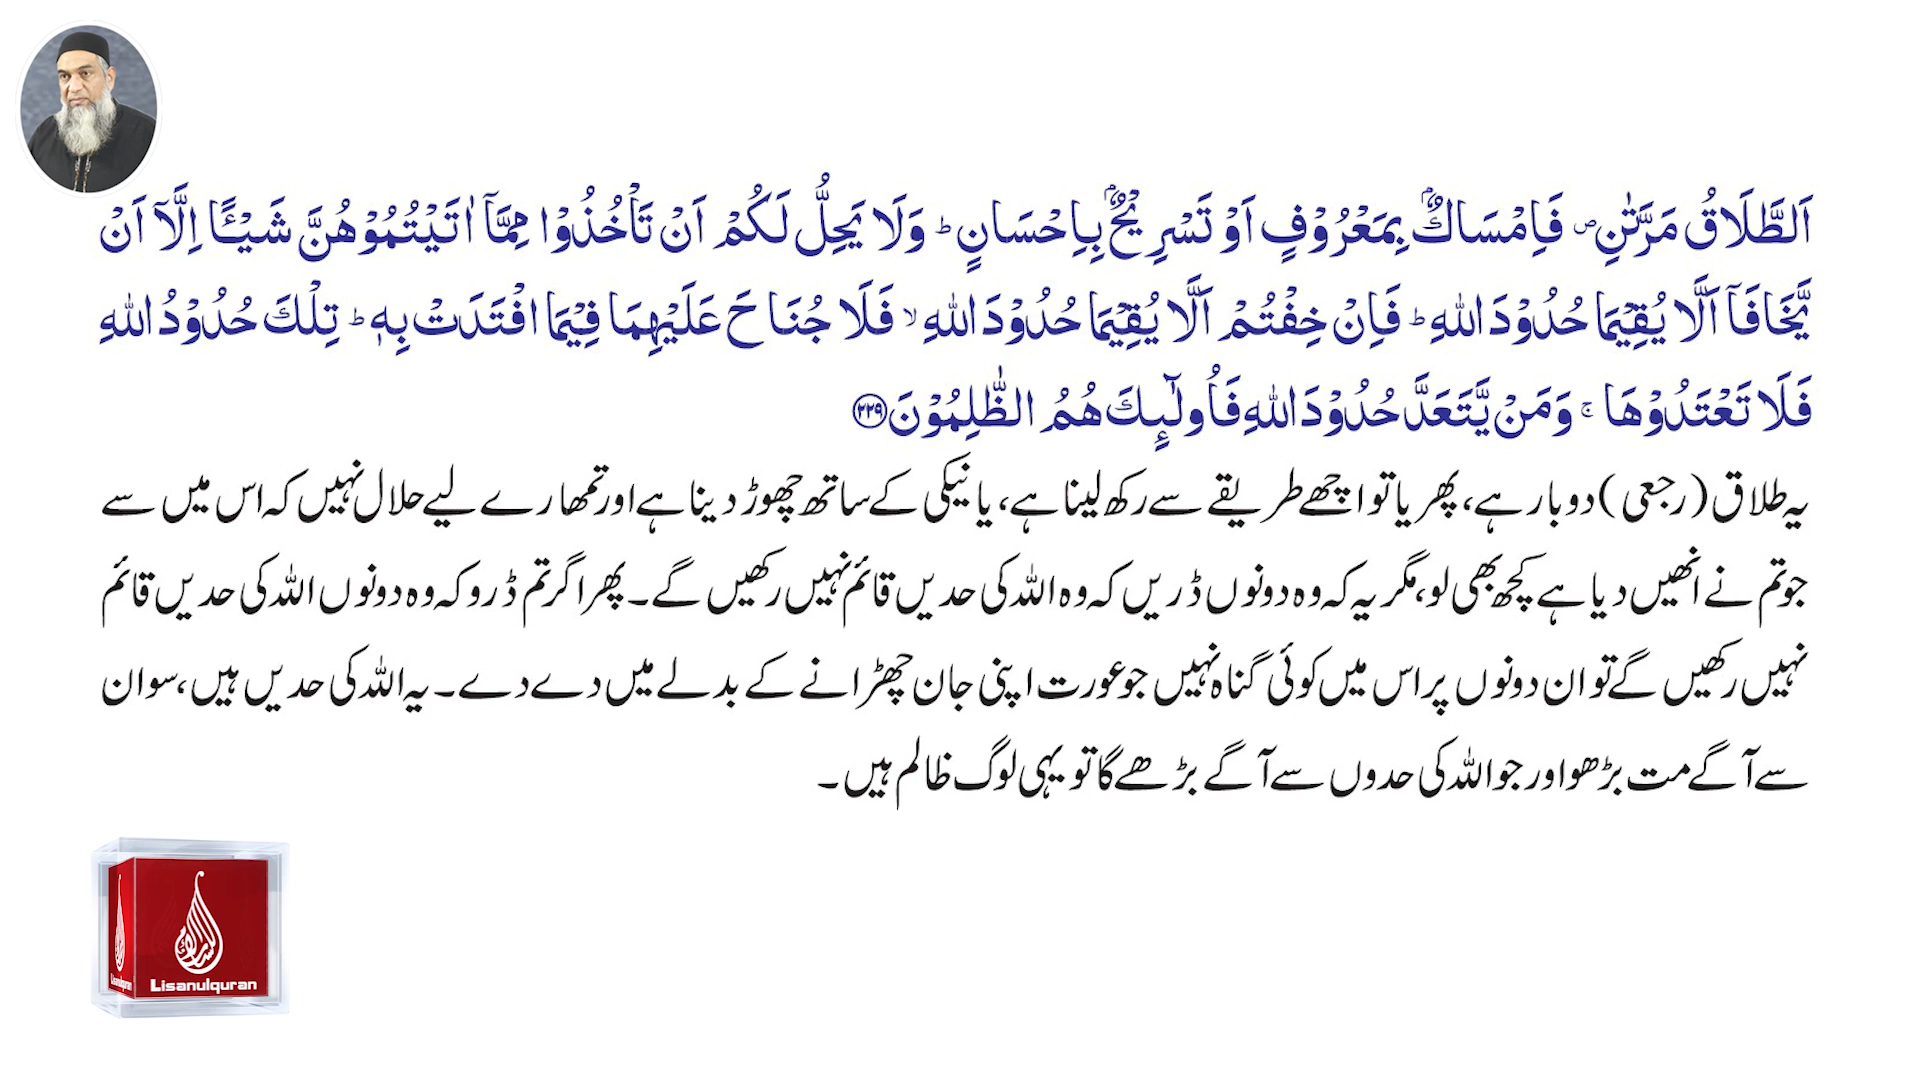 اَلطَّلَاقُ مَرَّتٰنِ ۪ فَاِمْسَاكٌۢ بِمَعْرُوْفٍ اَوْ تَسْرِيْحٌۢ بِاِحْسَانٍ ؕ وَلَا يَحِلُّ لَكُمْ اَنْ تَاْخُذُوْا مِمَّآ اٰتَيْتُمُوْهُنَّ شَيْـًٔا اِلَّآ اَنْ
يَّخَافَآ اَلَّا يُقِيْمَا حُدُوْدَ اللّٰهِ ؕ فَاِنْ خِفْتُمْ اَلَّا يُقِيْمَا حُدُوْدَ اللّٰهِ ۙ فَلَا جُنَاحَ عَلَيْهِمَا فِيْمَا افْتَدَتْ بِهٖ ؕ تِلْكَ حُدُوْدُ اللّٰهِ
فَلَا تَعْتَدُوْهَا ۚ وَمَنْ يَّتَعَدَّ حُدُوْدَ اللّٰهِ فَاُولٰٓىِٕكَ هُمُ الظّٰلِمُوْنَ ۲۲۹
یہ طلاق (رجعی) دو بار ہے، پھر یا تو اچھے طریقے سے رکھ لینا ہے، یا نیکی کے ساتھ چھوڑ دینا ہے اور تمھارے لیے حلال نہیں کہ اس میں سے
جو تم نے انھیں دیا ہے کچھ بھی لو، مگر یہ کہ وہ دونوں ڈریں کہ وہ اللہ کی حدیں قائم نہیں رکھیں گے۔ پھر اگر تم ڈرو کہ وہ دونوں اللہ کی حدیں قائم
نہیں رکھیں گے تو ان دونوں پر اس میں کوئی گناہ نہیں جو عورت اپنی جان چھڑانے کے بدلے میں دے دے۔ یہ اللہ کی حدیں ہیں، سو ان
سے آگے مت بڑھو اور جو اللہ کی حدوں سے آگے بڑھے گا تو یہی لوگ ظالم ہیں۔
Lisanulquran
Lisanulquran